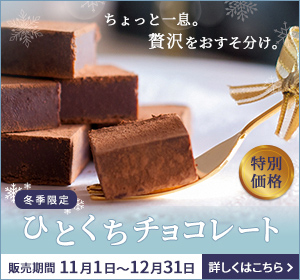 ちょっと一息。
贅沢をおすそ分け。
特別
価格
冬季限定
ひとくちチョコレート
販売期間 11月1日～12月31日
詳しくはこちら